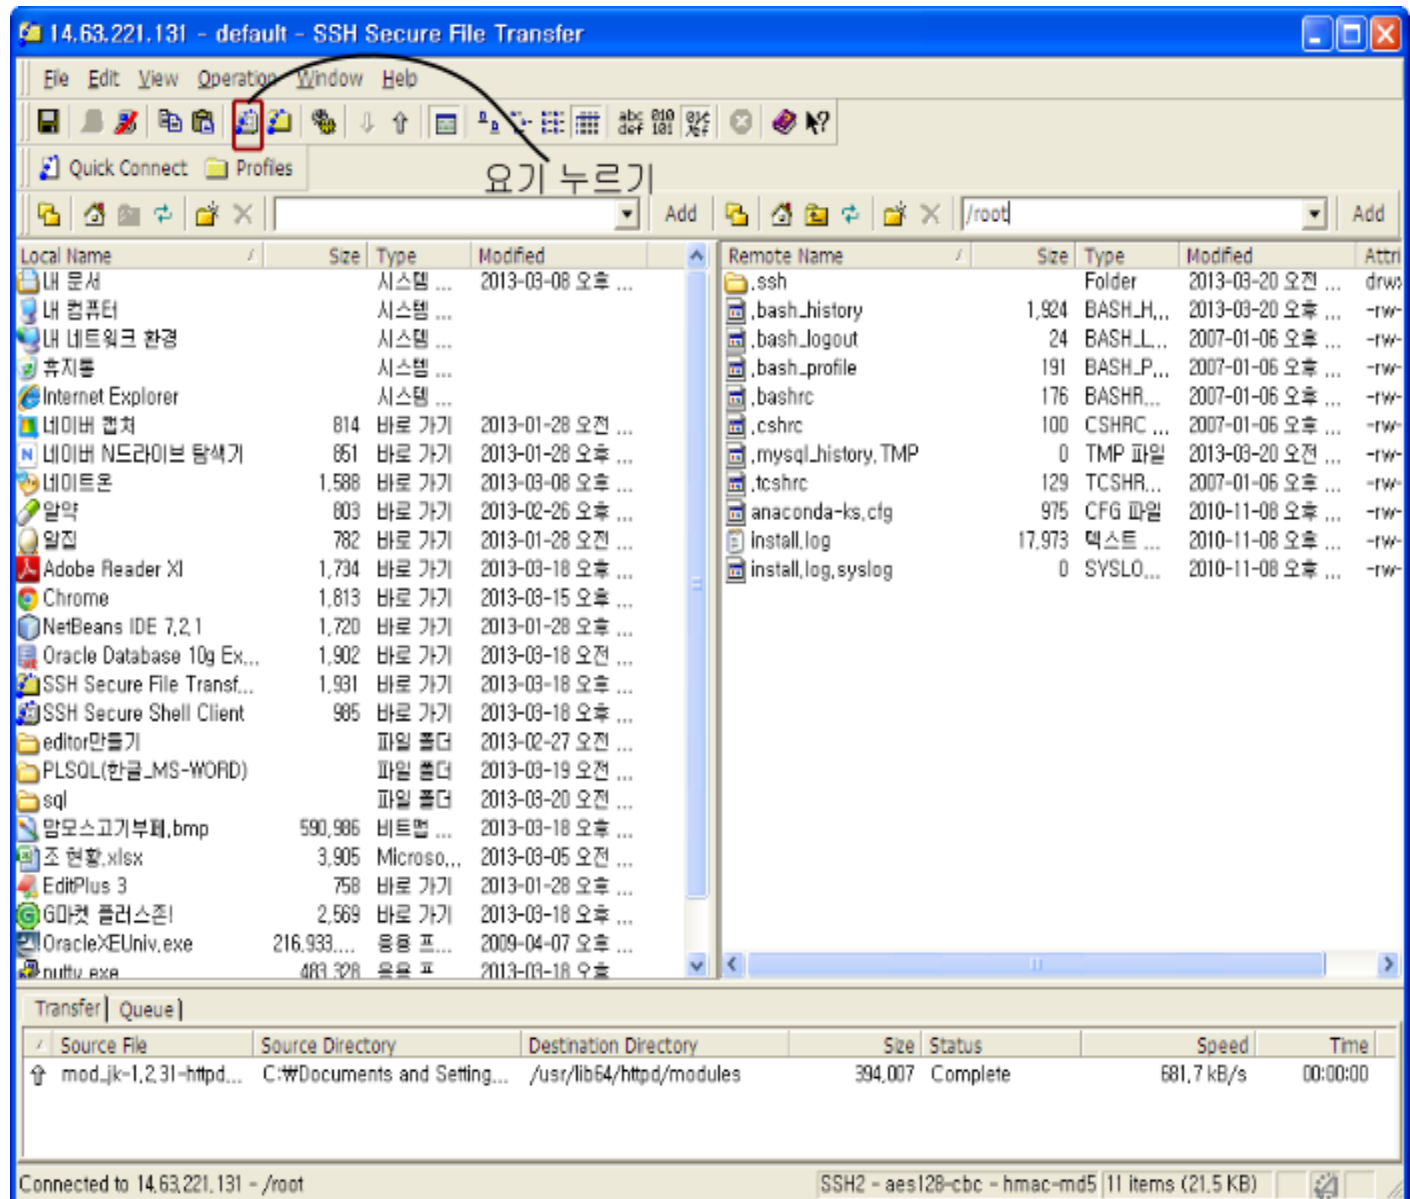 14.63.221.131 - default - SSH Secure File Transfer
File Edit View Operation Window Help
abc def 010 101
Quick Connect Profiles
요기 누르기
Add /root Add
Local Name Size Type Modified Remote Name Size Type Modified Attri
내 문서 시스템 ... 2013-03-08 오후 ... .ssh Folder 2013-03-20 오전 ... drwx
내 컴퓨터 시스템 ... .bash_history 1,924 BASH_H... 2013-03-20 오후 ... -rw-
내 네트워크 환경 시스템 ... .bash_logout 24 BASH_L... 2007-01-06 오후 ... -rw-
휴지통 시스템 ... .bash_profile 191 BASH_P... 2007-01-06 오후 ... -rw-
Internet Explorer 시스템 ... .bashrc 176 BASHR... 2007-01-06 오후 ... -rw-
네이버 캡처 814 바로 가기 2013-01-28 오전 ... .cshrc 100 CSHRC ... 2007-01-06 오후 ... -rw-
네이버 N드라이브 탐색기 851 바로 가기 2013-01-28 오후 ... .mysql_history.TMP 0 TMP 파일 2013-03-20 오전 ... -rw-
네이트온 1,588 바로 가기 2013-03-08 오후 ... .tcshrc 129 TCSHR... 2007-01-06 오후 ... -rw-
알약 803 바로 가기 2013-02-26 오후 ... anaconda-ks.cfg 975 CFG 파일 2010-11-08 오후 ... -rw-
알집 782 바로 가기 2013-01-28 오전 ... install.log 17,973 텍스트 ... 2010-11-08 오후 ... -rw-
Adobe Reader XI 1,734 바로 가기 2013-03-18 오후 ... install.log.syslog 0 SYSLO... 2010-11-08 오후 ... -rw-
Chrome 1,813 바로 가기 2013-03-15 오후 ...
NetBeans IDE 7.2.1 1,720 바로 가기 2013-01-28 오후 ...
Oracle Database 10g Ex... 1,902 바로 가기 2013-03-18 오전 ...
SSH Secure File Transf... 1,931 바로 가기 2013-03-18 오후 ...
SSH Secure Shell Client 985 바로 가기 2013-03-18 오후 ...
editor만들기 파일 폴더 2013-02-27 오전 ...
PLSQL(한글_MS-WORD) 파일 폴더 2013-03-19 오전 ...
sql 파일 폴더 2013-03-20 오전 ...
맘모스고기부페.bmp 590,986 비트맵 ... 2013-03-18 오후 ...
조 현황.xlsx 3,905 Microso... 2013-03-05 오전 ...
EditPlus 3 758 바로 가기 2013-01-28 오후 ...
G마켓 플러스존! 2,569 바로 가기 2013-03-18 오후 ...
OracleXEUniv.exe 216,933,... 응용 프... 2009-04-07 오후 ...
putty.exe 483,328 응용 프 2013-03-18 오후
Transfer Queue
Source File Source Directory Destination Directory Size Status Speed Time
mod_jk-1.2.31-httpd... C:₩Documents and Setting... /usr/lib64/httpd/modules 394,007 Complete 681.7 kB/s 00:00:00
Connected to 14.63.221.131 - /root SSH2 - aes128-cbc - hmac-md5 11 items (21.5 KB)